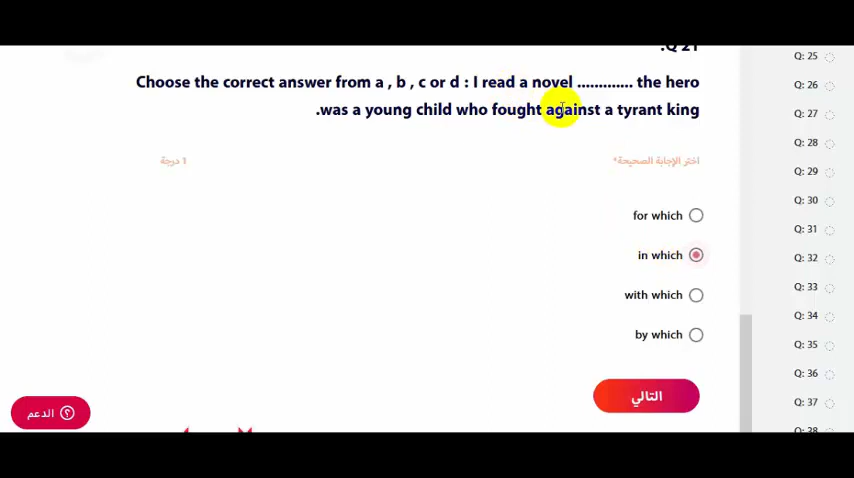 .Q 21
Choose the correct answer from a , b , c or d : I read a novel ............. the hero
.was a young child who fought against a tyrant king
اختر الإجابة الصحيحة*
1 درجة
for which
in which
with which
by which
التالي
الدعم
Q: 25
Q: 26
Q: 27
Q: 28
Q: 29
Q: 30
Q: 31
Q: 32
Q: 33
Q: 34
Q: 35
Q: 36
Q: 37
Q: 38